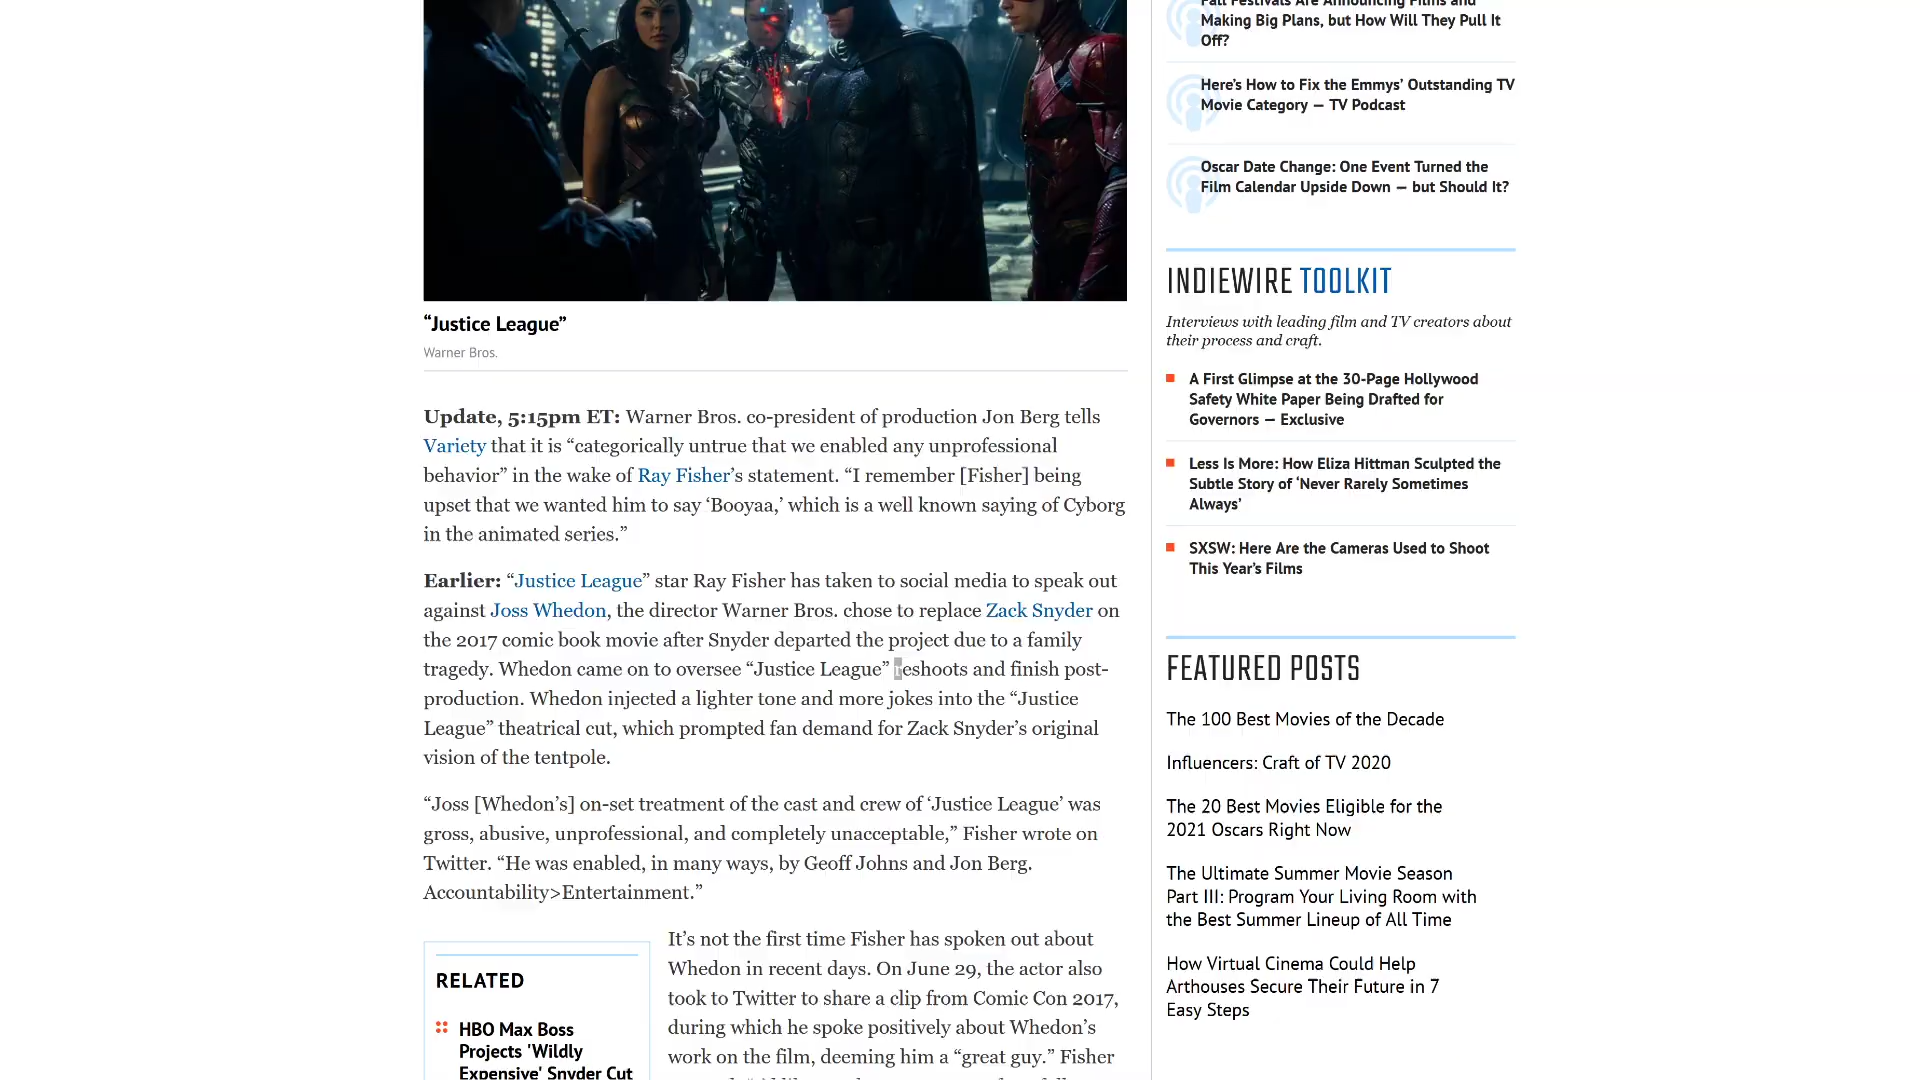 “Justice League”
Warner Bros.
Update, 5:15pm ET: Warner Bros. co-president of production Jon Berg tells
Variety that it is “categorically untrue that we enabled any unprofessional
behavior” in the wake of Ray Fisher’s statement. “I remember [Fisher] being
upset that we wanted him to say ‘Booyaa,’ which is a well known saying of Cyborg
in the animated series.”
Earlier: “Justice League” star Ray Fisher has taken to social media to speak out
against Joss Whedon, the director Warner Bros. chose to replace Zack Snyder on
the 2017 comic book movie after Snyder departed the project due to a family
tragedy. Whedon came on to oversee “Justice League” reshoots and finish post-
production. Whedon injected a lighter tone and more jokes into the “Justice
League” theatrical cut, which prompted fan demand for Zack Snyder’s original
vision of the tentpole.
“Joss [Whedon’s] on-set treatment of the cast and crew of ‘Justice League’ was
gross, abusive, unprofessional, and completely unacceptable,” Fisher wrote on
Twitter. “He was enabled, in many ways, by Geoff Johns and Jon Berg.
Accountability>Entertainment.”
It’s not the first time Fisher has spoken out about
Whedon in recent days. On June 29, the actor also
took to Twitter to share a clip from Comic Con 2017,
during which he spoke positively about Whedon’s
work on the film, deeming him a “great guy.” Fisher
RELATED
HBO Max Boss
Projects 'Wildly
Expensive' Snyder Cut
Fall Festivals Are Announcing Films and
Making Big Plans, but How Will They Pull It
Off?
Here’s How to Fix the Emmys’ Outstanding TV
Movie Category — TV Podcast
Oscar Date Change: One Event Turned the
Film Calendar Upside Down — but Should It?
INDIEWIRE TOOLKIT
Interviews with leading film and TV creators about
their process and craft.
A First Glimpse at the 30-Page Hollywood
Safety White Paper Being Drafted for
Governors — Exclusive
Less Is More: How Eliza Hittman Sculpted the
Subtle Story of ‘Never Rarely Sometimes
Always’
SXSW: Here Are the Cameras Used to Shoot
This Year’s Films
FEATURED POSTS
The 100 Best Movies of the Decade
Influencers: Craft of TV 2020
The 20 Best Movies Eligible for the
2021 Oscars Right Now
The Ultimate Summer Movie Season
Part III: Program Your Living Room with
the Best Summer Lineup of All Time
How Virtual Cinema Could Help
Arthouses Secure Their Future in 7
Easy Steps